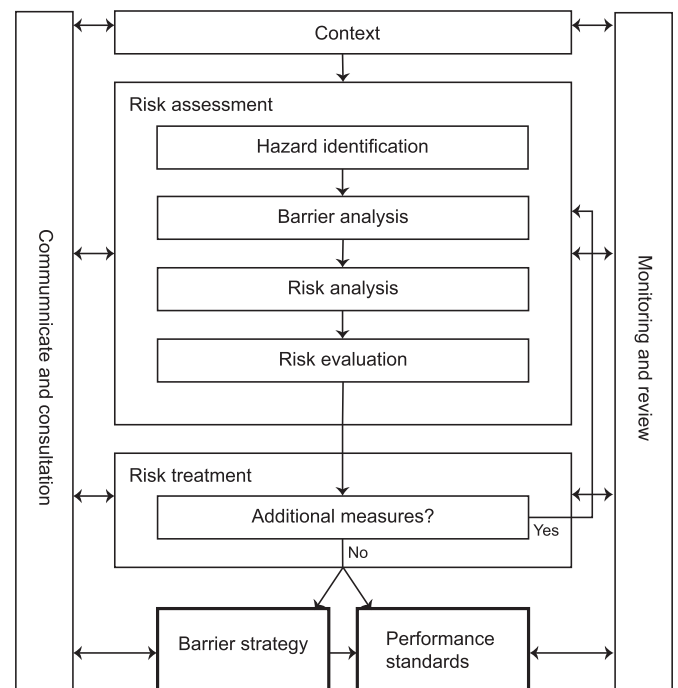 Context
Risk assessment
Hazard identification
Barrier analysis
Risk analysis
Risk evaluation
Risk treatment
Additional measures?
Yes
No
Barrier strategy
Performance
standards
Commumnicate and consultation
Monitoring and review